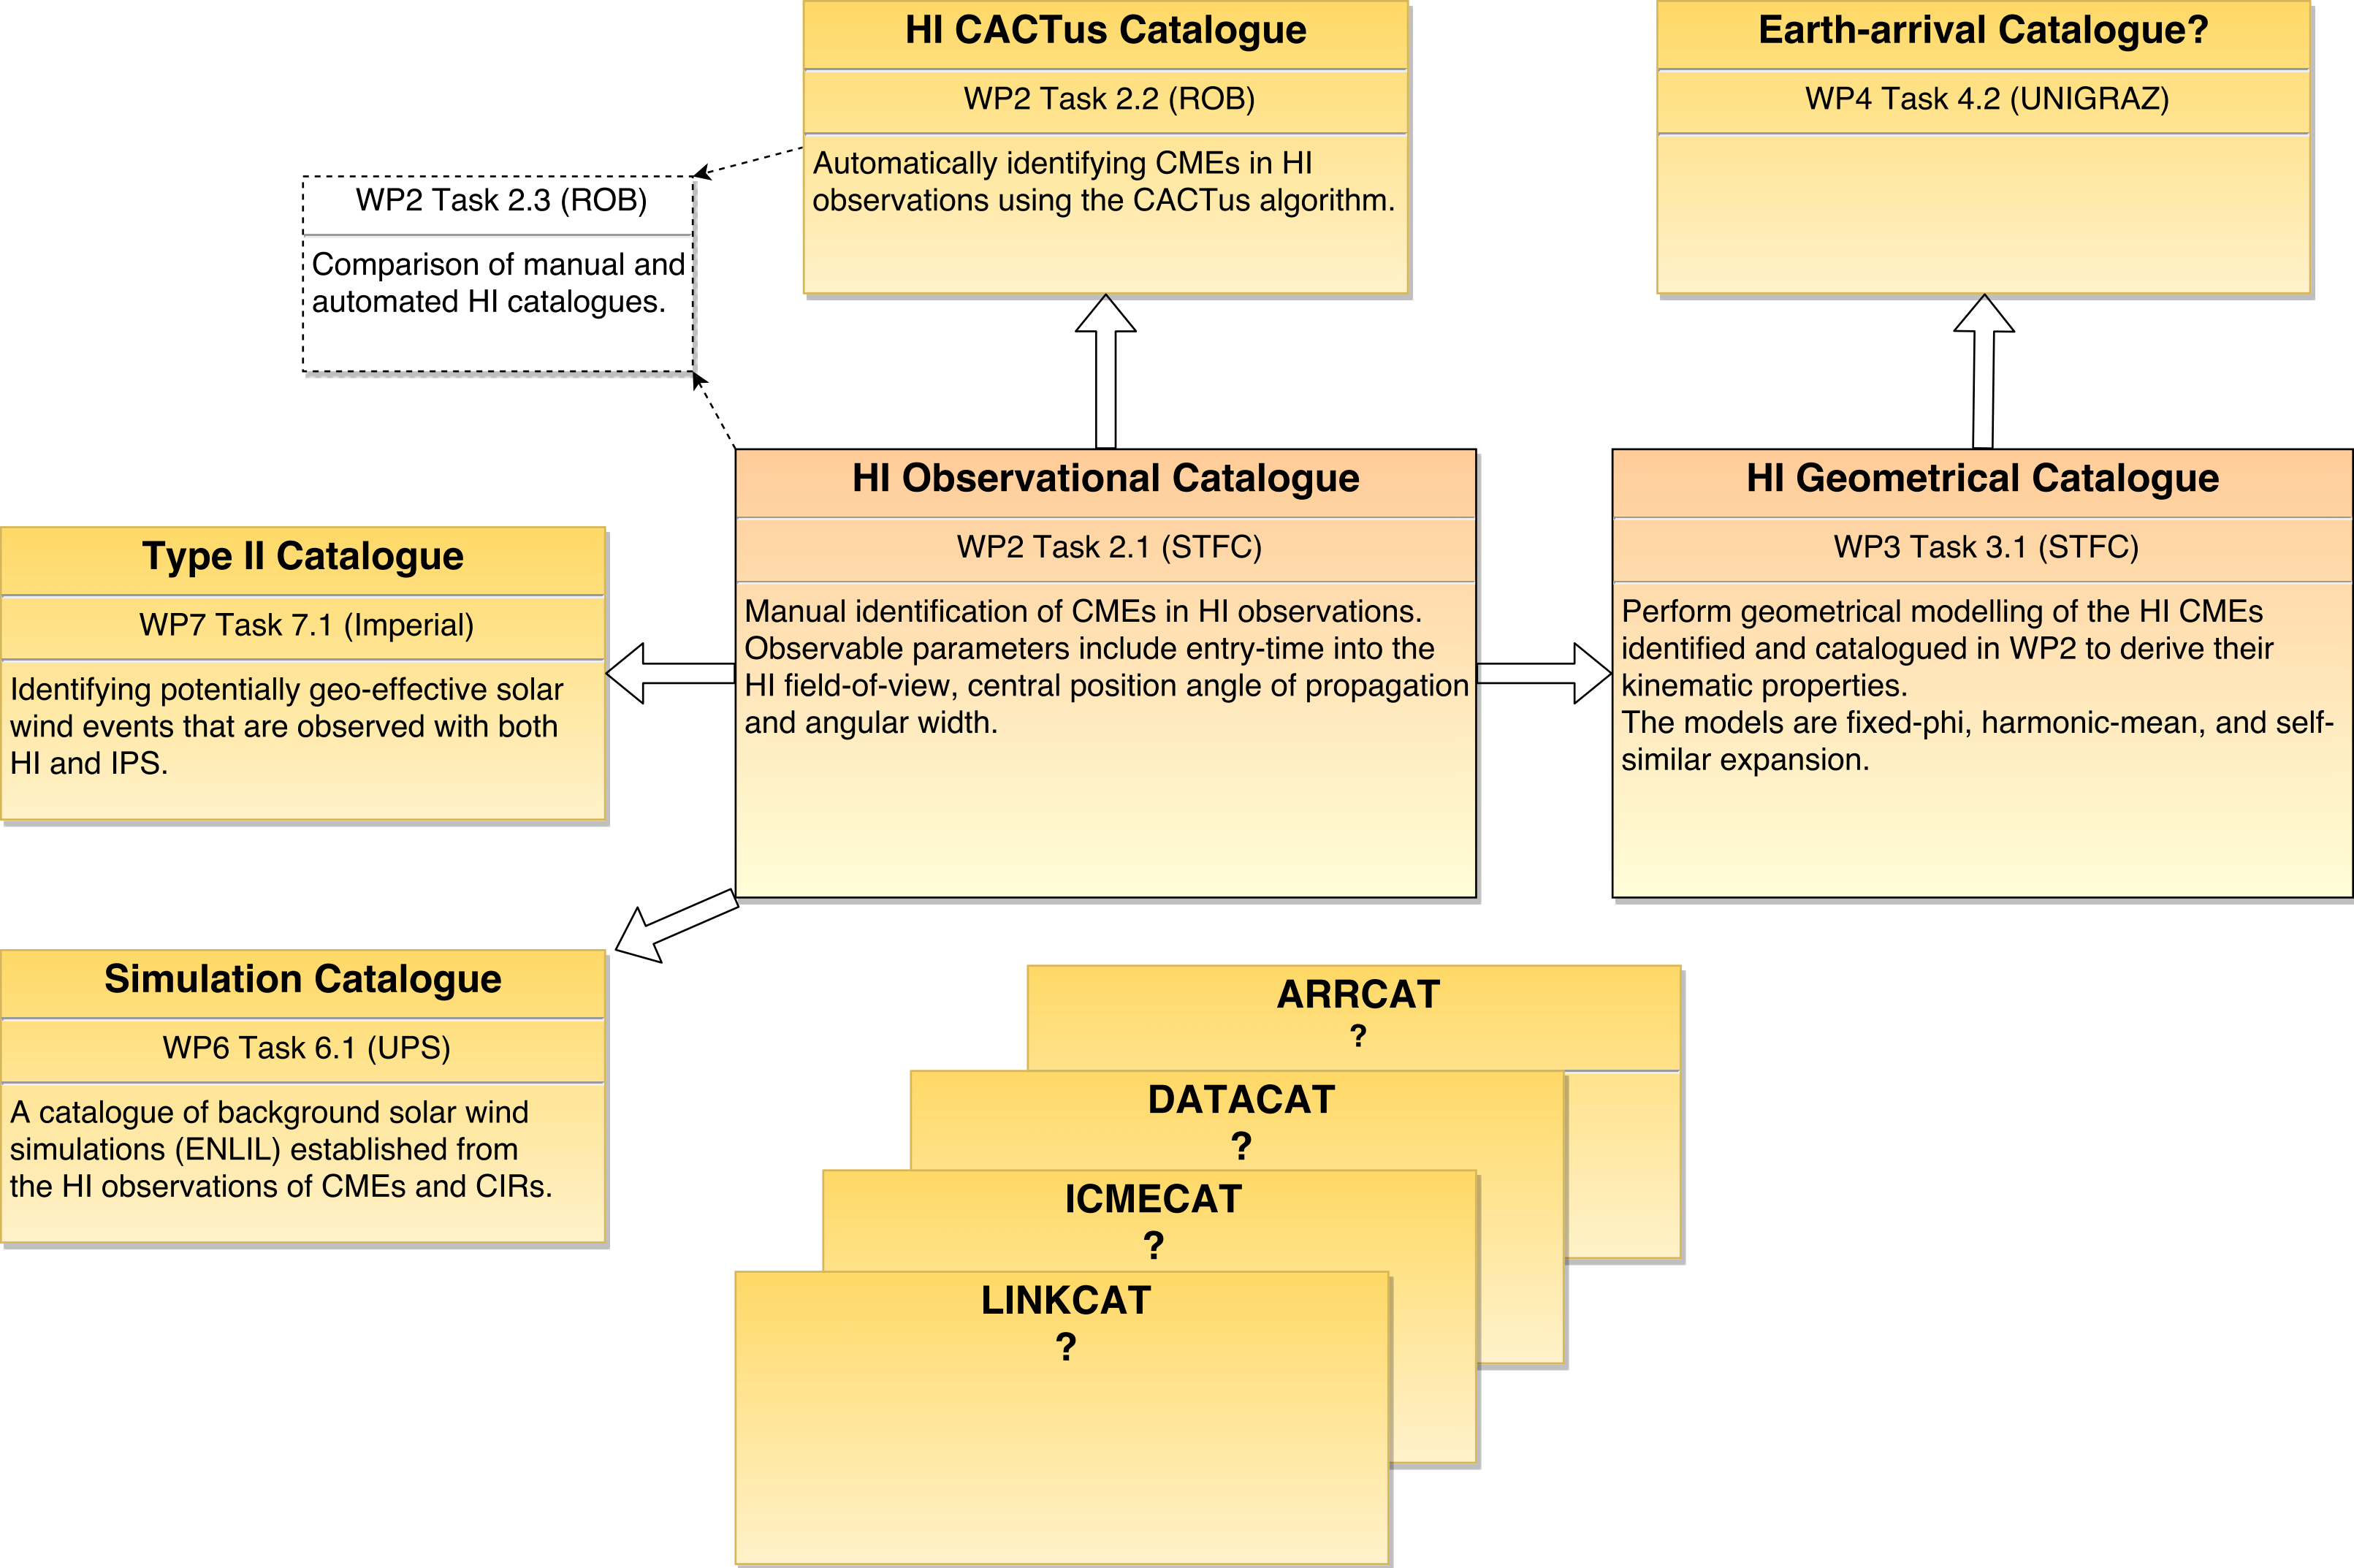 HI CACTus Catalogue
WP2 Task 2.2 (ROB)
Automatically identifying CMEs in HI
observations using the CACTus algorithm.
Earth-arrival Catalogue?
WP4 Task 4.2 (UNIGRAZ)
WP2 Task 2.3 (ROB)
Comparison of manual and
automated HI catalogues.
HI Observational Catalogue
WP2 Task 2.1 (STFC)
Manual identification of CMEs in HI observations.
Observable parameters include entry-time into the
HI field-of-view, central position angle of propagation
and angular width.
HI Geometrical Catalogue
WP3 Task 3.1 (STFC)
Perform geometrical modelling of the HI CMEs
identified and catalogued in WP2 to derive their
kinematic properties.
The models are fixed-phi, harmonic-mean, and self-
similar expansion.
Type II Catalogue
WP7 Task 7.1 (Imperial)
Identifying potentially geo-effective solar
wind events that are observed with both
HI and IPS.
Simulation Catalogue
WP6 Task 6.1 (UPS)
A catalogue of background solar wind
simulations (ENLIL) established from
the HI observations of CMEs and CIRs.
ARRCAT
?
DATACAT
?
ICMECAT
?
LINKCAT
?